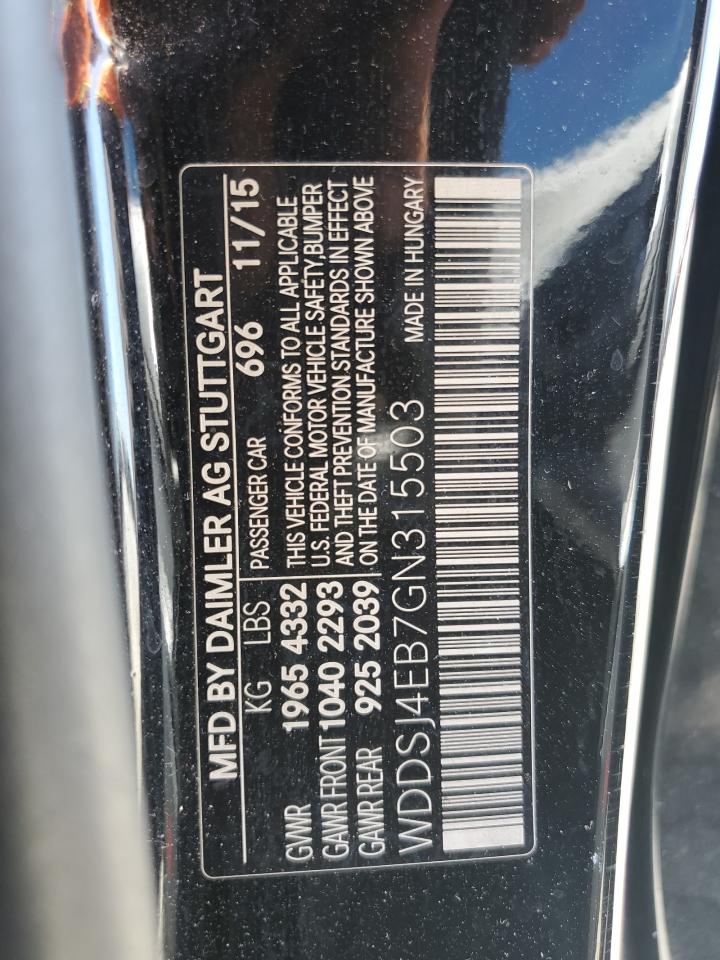 MFD BY DAIMLER AG STUTTGART
KG LBS PASSENGER CAR 696 11/15
GVWR 1965 4332 THIS VEHICLE CONFORMS TO ALL APPLICABLE
GAWR FRONT 1040 2293 U.S. FEDERAL MOTOR VEHICLE SAFETY,BUMPER
AND THEFT PREVENTION STANDARDS IN EFFECT
GAWR REAR 925 2039 ON THE DATE OF MANUFACTURE SHOWN ABOVE
WDDSJ4EB7GN315503 MADE IN HUNGARY